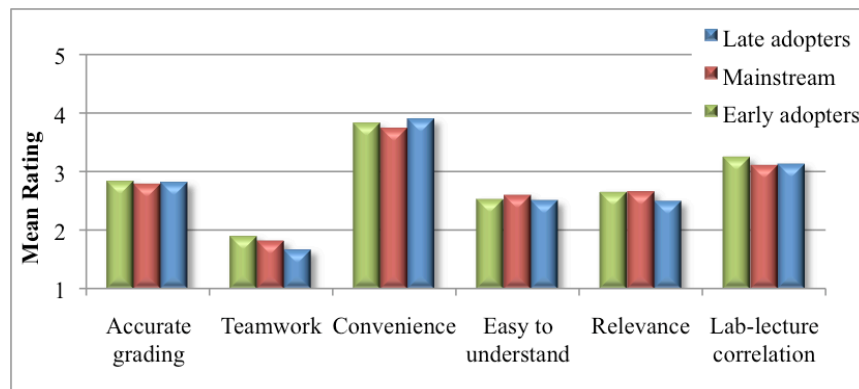 5
4
3
2
1
Mean Rating
Late adopters
Mainstream
Early adopters
Accurate
grading
Teamwork
Convenience
Easy to
understand
Relevance
Lab-lecture
correlation